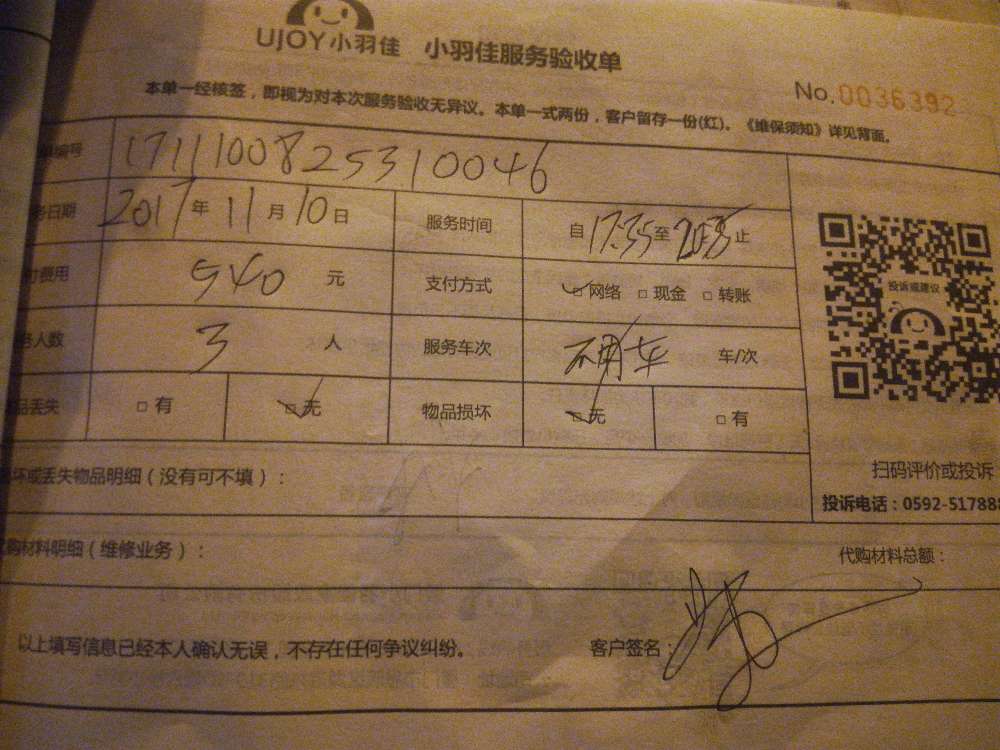 UJOY小羽佳 小羽佳服务验收单
No.0036392
本单一经核签，即视为对本次服务验收无异议。本单一式两份，客户留存一份(红)。《维保须知》详见背面。
单编号 1711100825310046
务日期 2017年11月10日 服务时间 自17:35至 止
付费用 540 元 支付方式 □网络 □现金 □转账
务人数 3 人 服务车次 不用车 车/次
品丢失 □有 □无 物品损坏 □无 □有
投诉或建议
扫码评价或投诉
投诉电话：0592-517888
坏或丢失物品明细（没有可不填）：
代购材料明细（维修业务）： 代购材料总额：
以上填写信息已经本人确认无误，不存在任何争议纠纷。 客户签名：